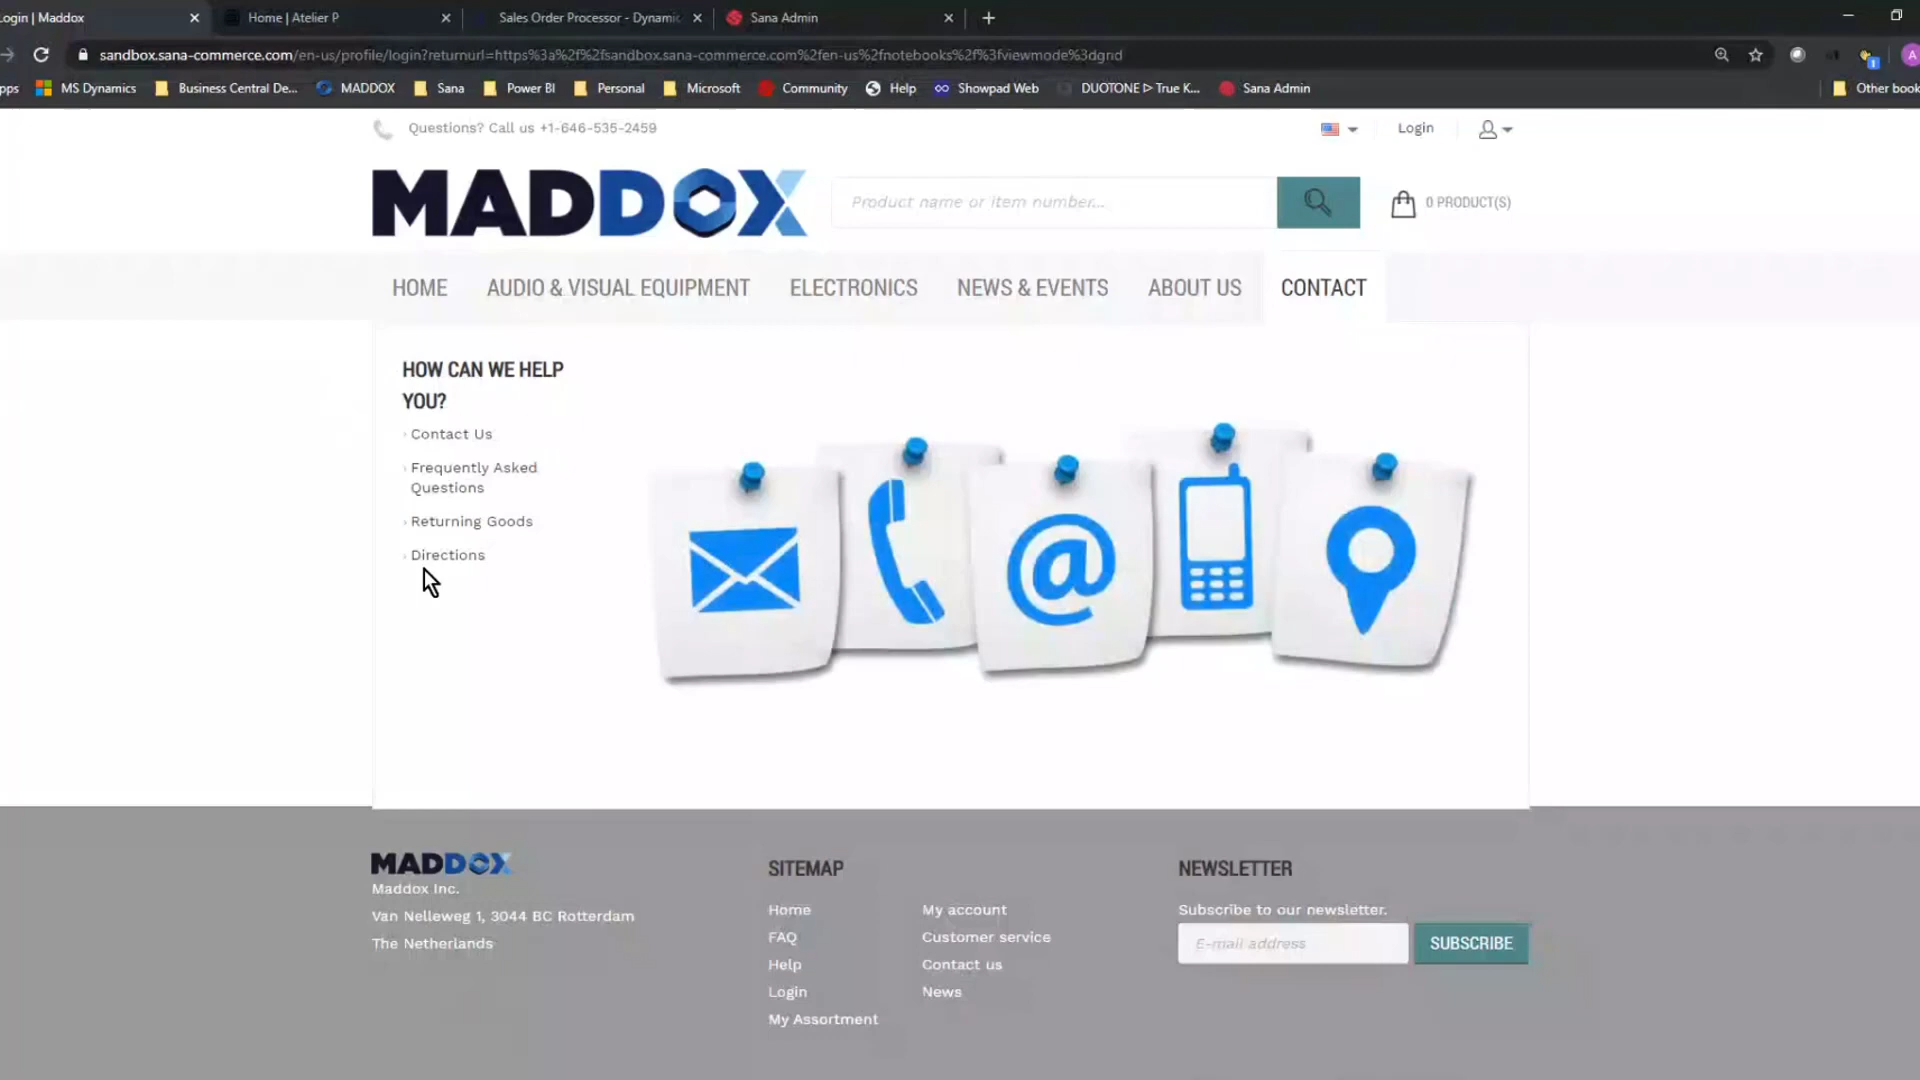 Login | Maddox
Home | Atelier P
Sales Order Processor - Dynamic
Sana Admin
sandbox.sana-commerce.com/en-us/profile/login?returnurl=https%3a%2f%2fsandbox.sana-commerce.com%2fen-us%2fnotebooks%2f%3fviewmode%3dgrid
MS Dynamics
Business Central De...
MADDOX
Sana
Power BI
Personal
Microsoft
Community
Help
Showpad Web
DUOTONE ᐅ True K...
Sana Admin
Other book
Questions? Call us +1-646-535-2459
Login
MADDOX
Product name or item number...
0 PRODUCT(S)
HOME
AUDIO & VISUAL EQUIPMENT
ELECTRONICS
NEWS & EVENTS
ABOUT US
CONTACT
HOW CAN WE HELP
YOU?
Contact Us
Frequently Asked
Questions
Returning Goods
Directions
@
MADDOX
Maddox Inc.
Van Nelleweg 1, 3044 BC Rotterdam
The Netherlands
SITEMAP
Home
FAQ
Help
Login
My Assortment
My account
Customer service
Contact us
News
NEWSLETTER
Subscribe to our newsletter.
E-mail address
SUBSCRIBE